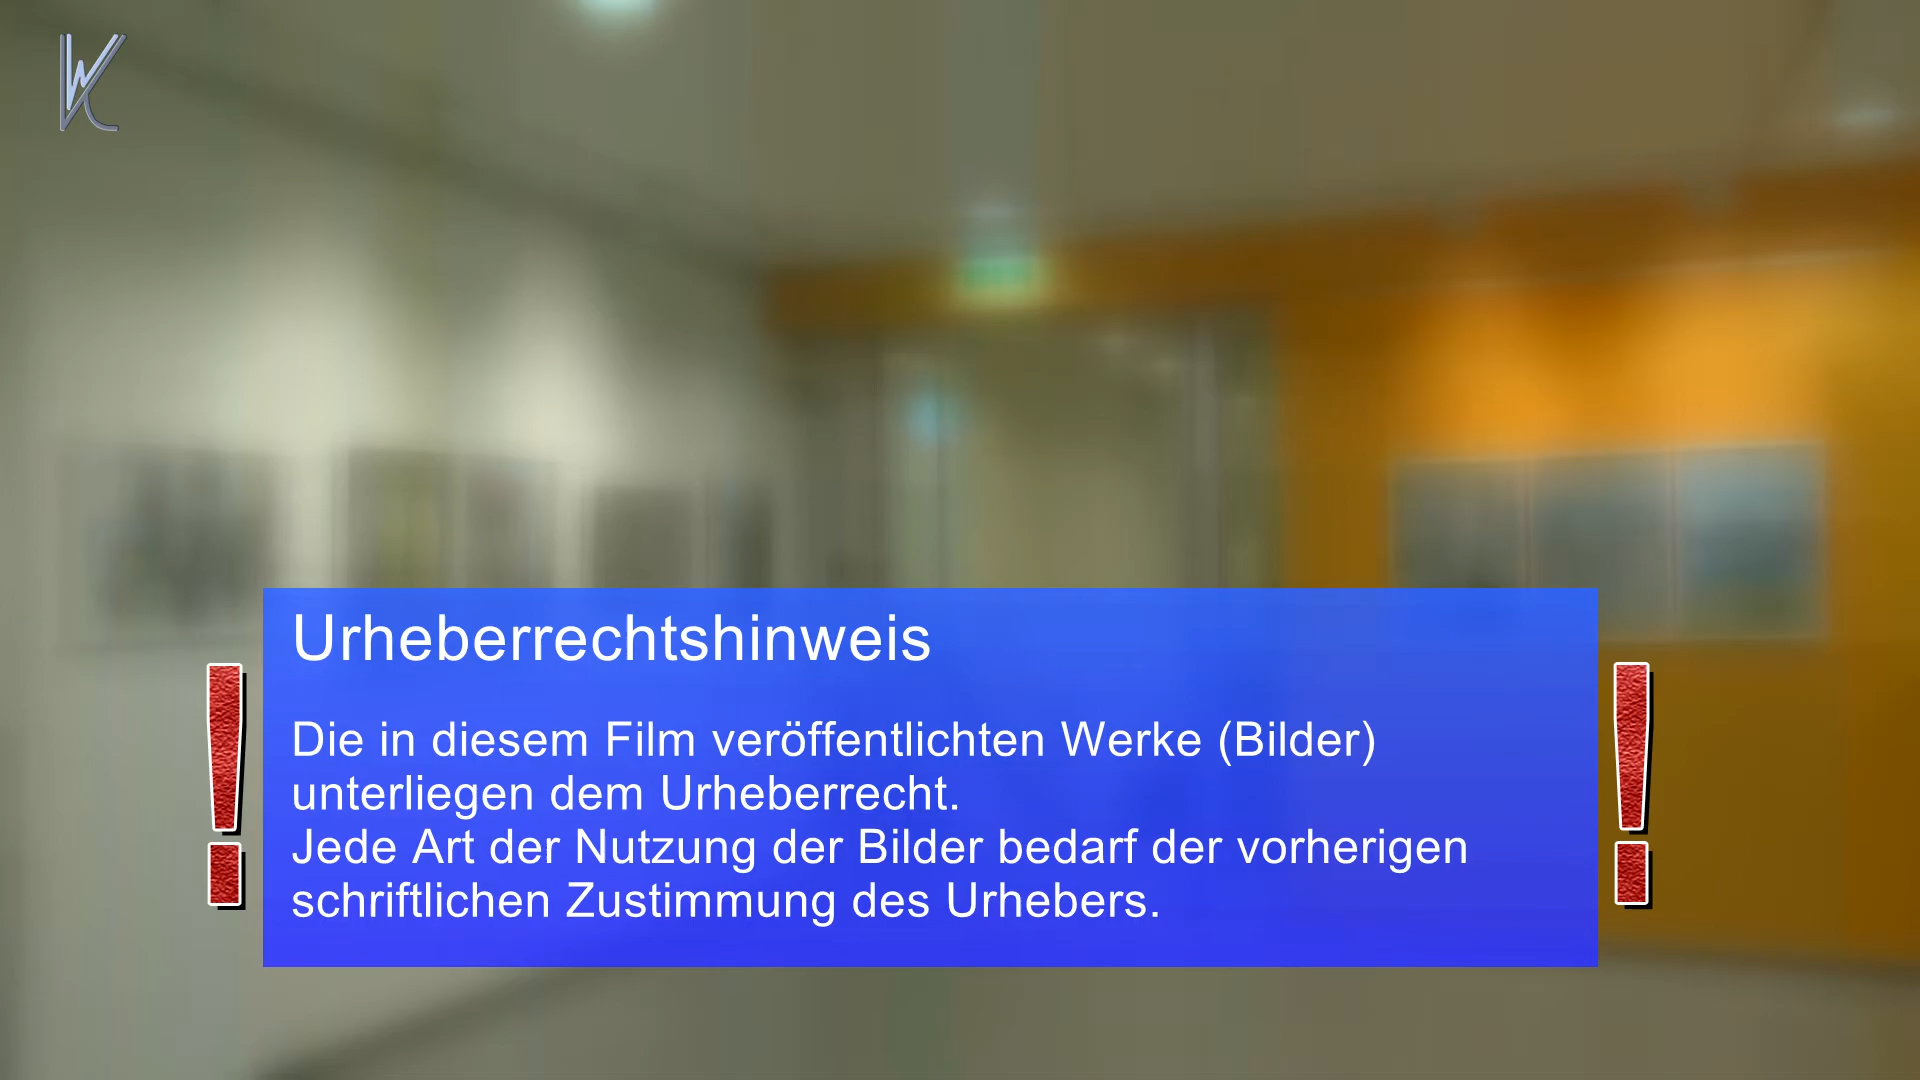 Urheberrechtshinweis
Die in diesem Film veröffentlichten Werke (Bilder)
unterliegen dem Urheberrecht.
Jede Art der Nutzung der Bilder bedarf der vorherigen
schriftlichen Zustimmung des Urhebers.
! !